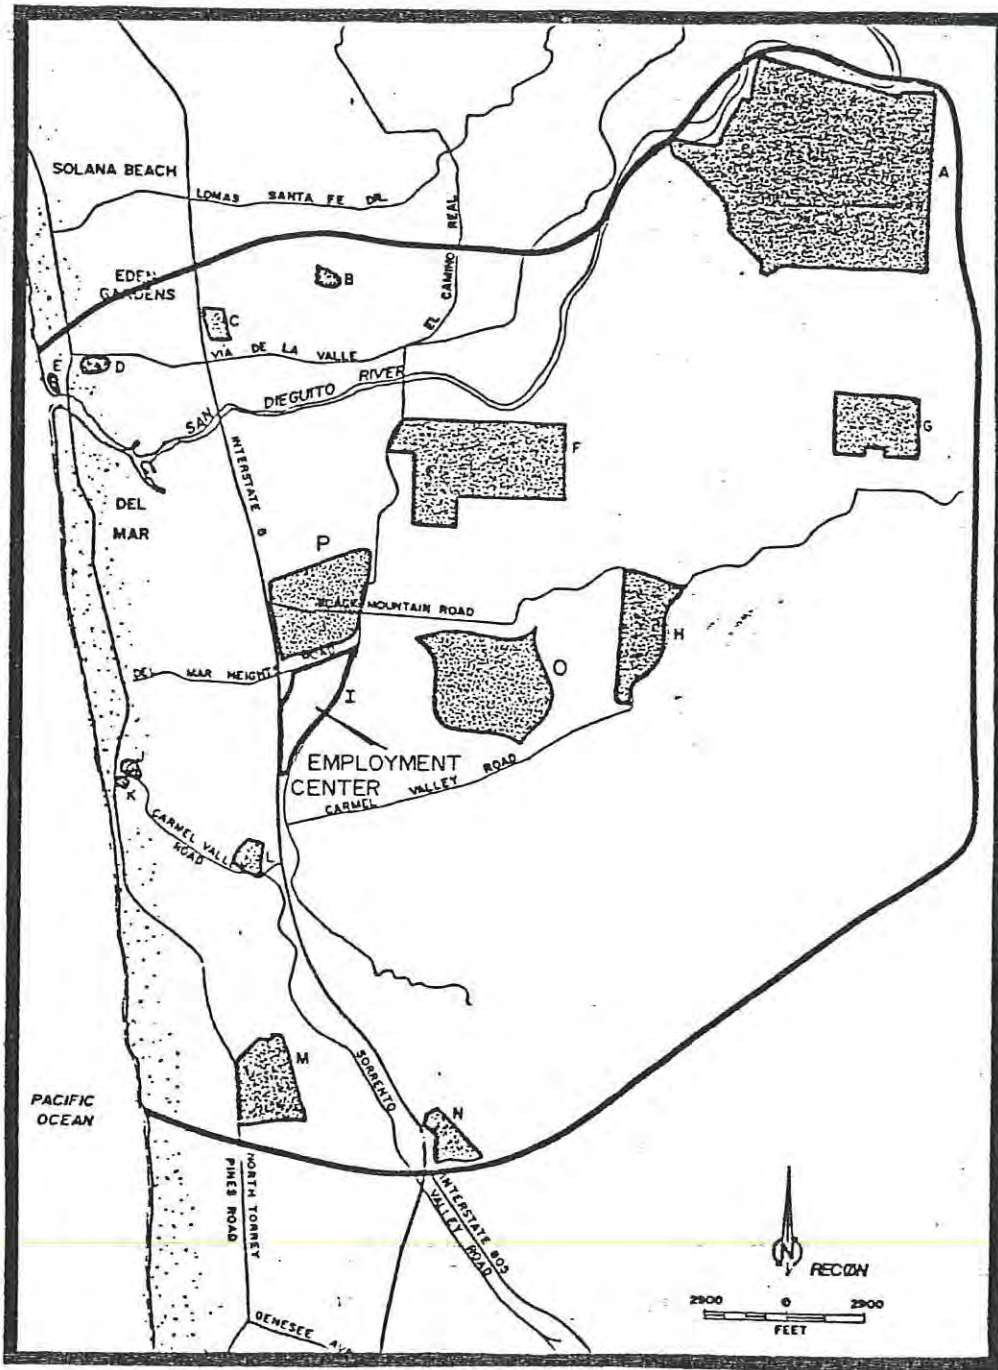 SOLANA BEACH
LOMAS SANTA FE DR.
A
EL CAMINO REAL
EDEN
GARDENS
B
C
VIA DE LA VALLE
E
D
SAN DIEGUITO RIVER
G
F
INTERSTATE 5
DEL
MAR
P
BLACK MOUNTAIN ROAD
H
O
DEL MAR HEIGHTS ROAD
I
EMPLOYMENT
CENTER
J
K
CARMEL VALLEY ROAD
CARMEL VALLEY
ROAD
L
M
SORRENTO
N
PACIFIC
OCEAN
NORTH TORREY
PINES ROAD
INTERSTATE 805
VALLEY ROAD
N
RECON
2900 0 2900
FEET
GENESEE AVE